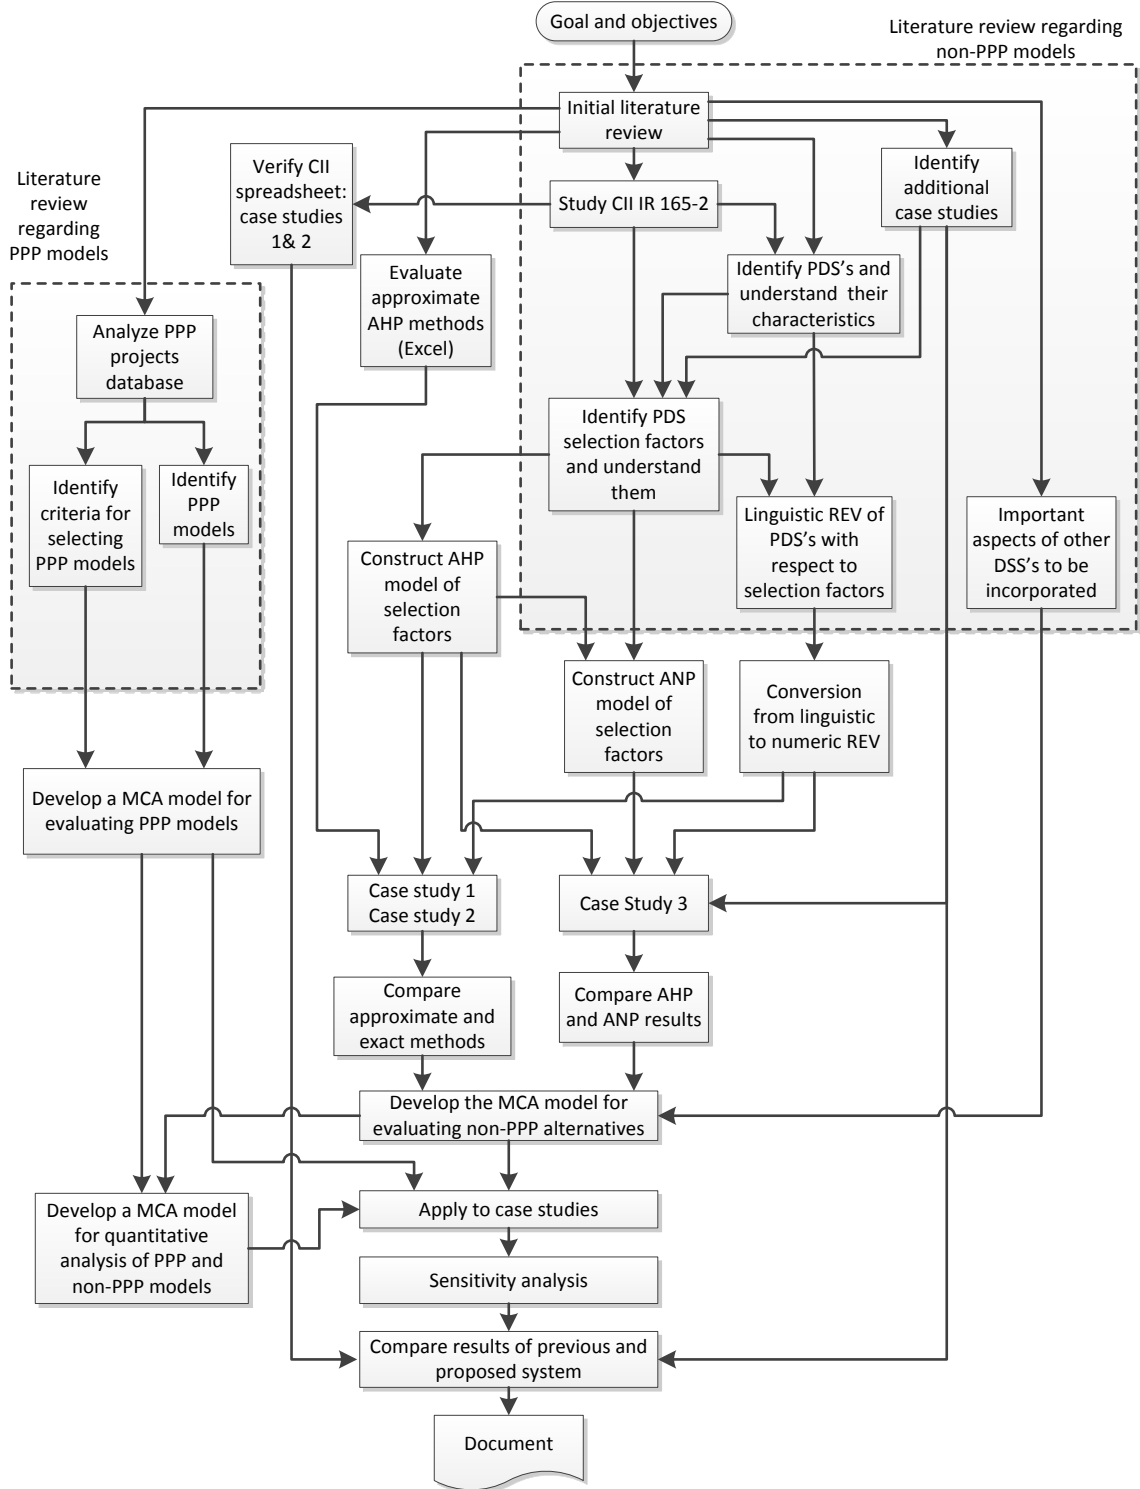 Goal and objectives
Literature review regarding
non-PPP models
Initial literature
review
Verify CII
spreadsheet:
case studies
1& 2
Identify
additional
case studies
Literature
review
regarding
PPP models
Study CII IR 165-2
Evaluate
approximate
AHP methods
(Excel)
Identify PDS's and
understand their
characteristics
Analyze PPP
projects
database
Identify PDS
selection factors
and understand
them
Identify
criteria for
selecting
PPP models
Identify
PPP
models
Linguistic REV of
PDS's with
respect to
selection factors
Important
aspects of other
DSS's to be
incorporated
Construct AHP
model of
selection
factors
Construct ANP
model of
selection
factors
Conversion
from linguistic
to numeric REV
Develop a MCA model for
evaluating PPP models
Case study 1
Case study 2
Case Study 3
Compare
approximate and
exact methods
Compare AHP
and ANP results
Develop the MCA model for
evaluating non-PPP alternatives
Develop a MCA model
for quantitative
analysis of PPP and
non-PPP models
Apply to case studies
Sensitivity analysis
Compare results of previous and
proposed system
Document